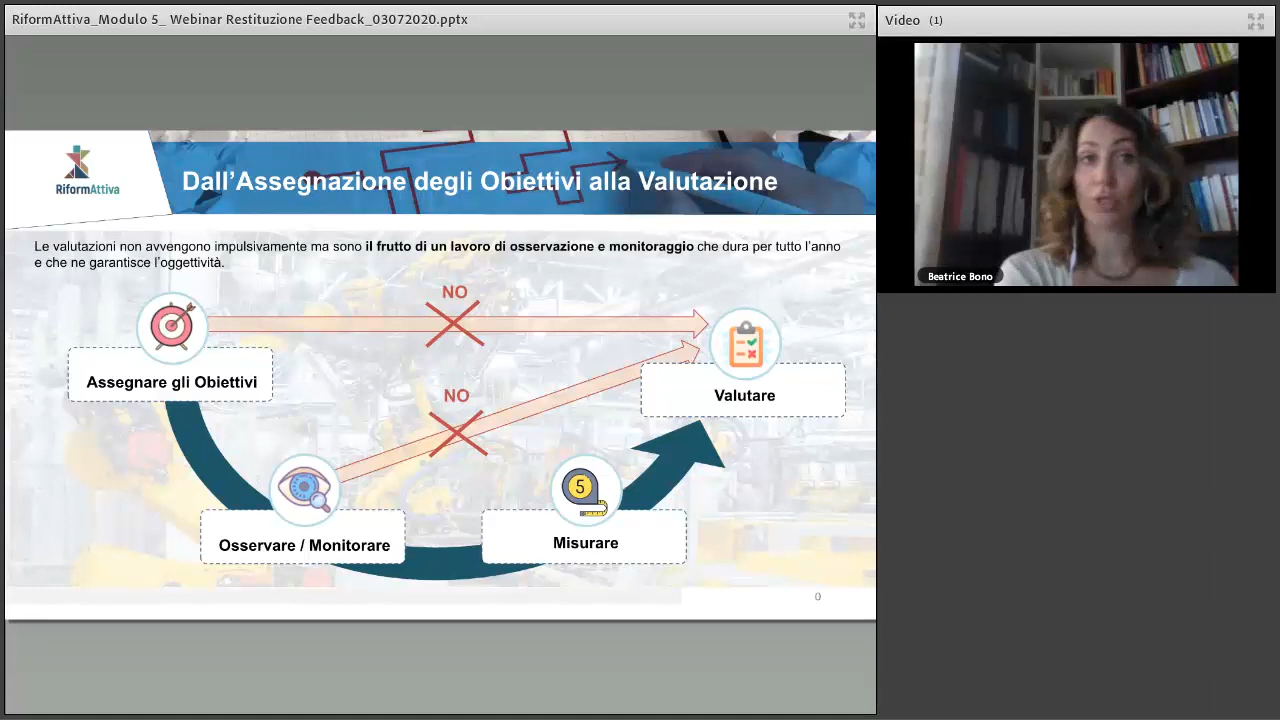 RiformAttiva_Modulo 5_ Webinar Restituzione Feedback_03072020.pptx
Video (1)
Beatrice Bono
RiformAttiva
Dall'Assegnazione degli Obiettivi alla Valutazione
Le valutazioni non avvengono impulsivamente ma sono il frutto di un lavoro di osservazione e monitoraggio che dura per tutto l'anno
e che ne garantisce l'oggettività.
NO
Assegnare gli Obiettivi
NO
Valutare
5
Osservare / Monitorare
Misurare
0